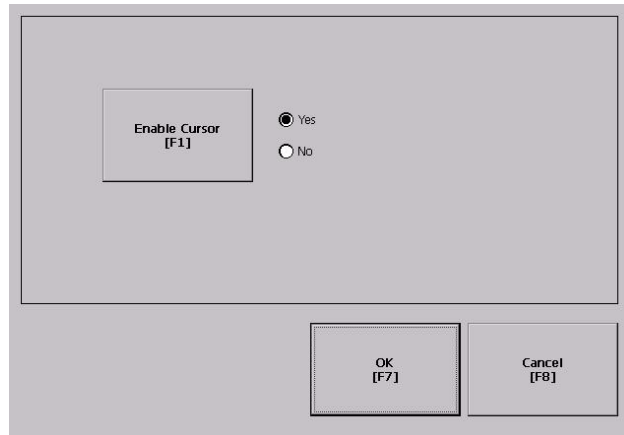 Enable Cursor
[F1]
Yes
No
OK
[F7]
Cancel
[F8]